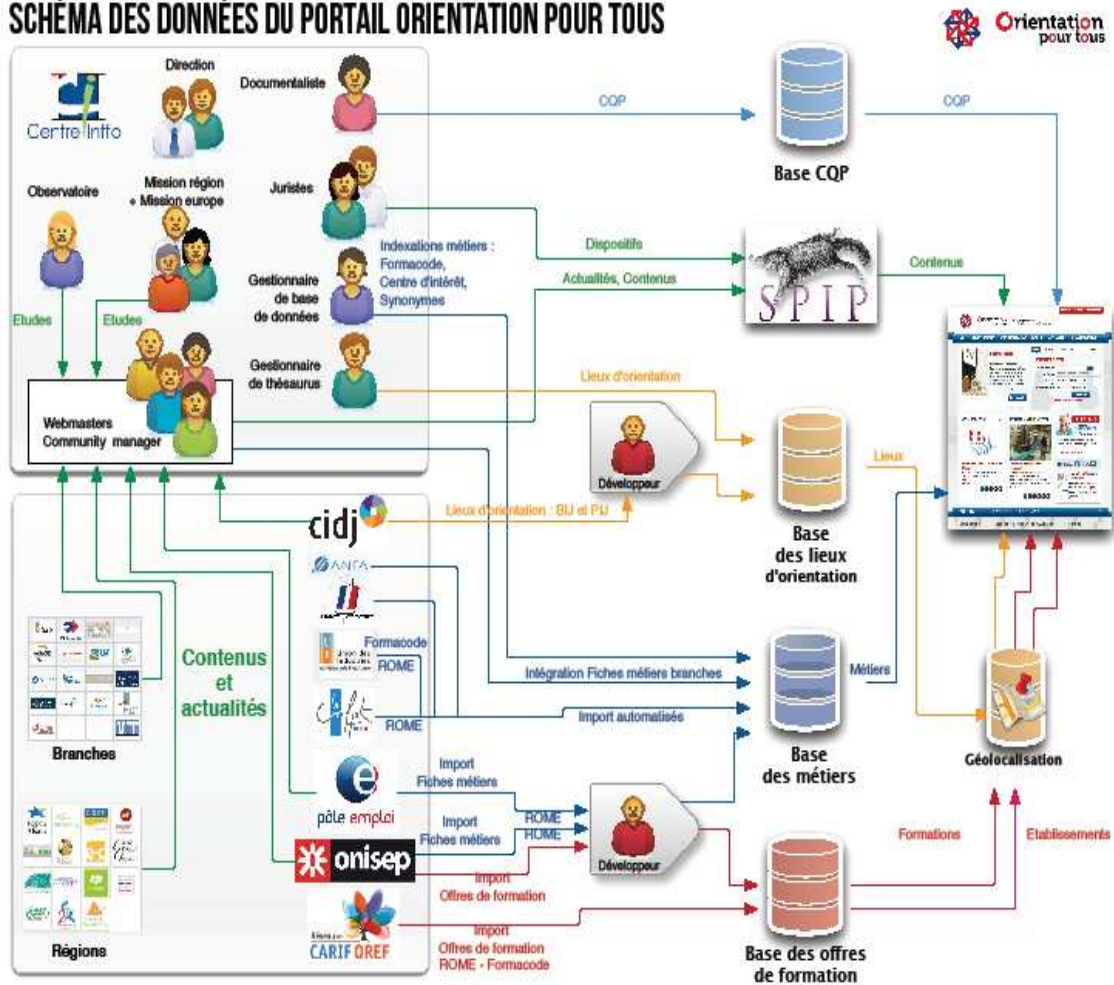 SCHÉMA DES DONNÉES DU PORTAIL ORIENTATION POUR TOUS
Orientation
pour tous
Centre Inffo
Direction
Documentaliste
Observatoire
Mission région
+ Mission europe
Juristes
Gestionnaire
de base
de données
Indexations métiers :
Formacode,
Centre d'intérêt,
Synonymes
Gestionnaire
de thésaurus
Etudes
Etudes
Webmasters
Community manager
CQP
CQP
Base CQP
Dispositifs
Actualités, Contenus
SPIP
Contenus
Lieux d'orientation
Développeur
Lieux d'orientation : BIJ et PIJ
Base
des lieux
d'orientation
Lieux
cidj
ANFA
Union des
Industries
Formacode
ROME
ROME
Contenus
et
actualités
Branches
Régions
Intégration Fiches métiers branches
Import automatisés
Base
des métiers
Métiers
Géolocalisation
pôle emploi
Import
Fiches métiers
ROME
onisep
Import
Fiches métiers
ROME
Import
Offres de formation
Développeur
CARIF OREF
Import
Offres de formation
ROME - Formacode
Base des offres
de formation
Formations
Etablissements